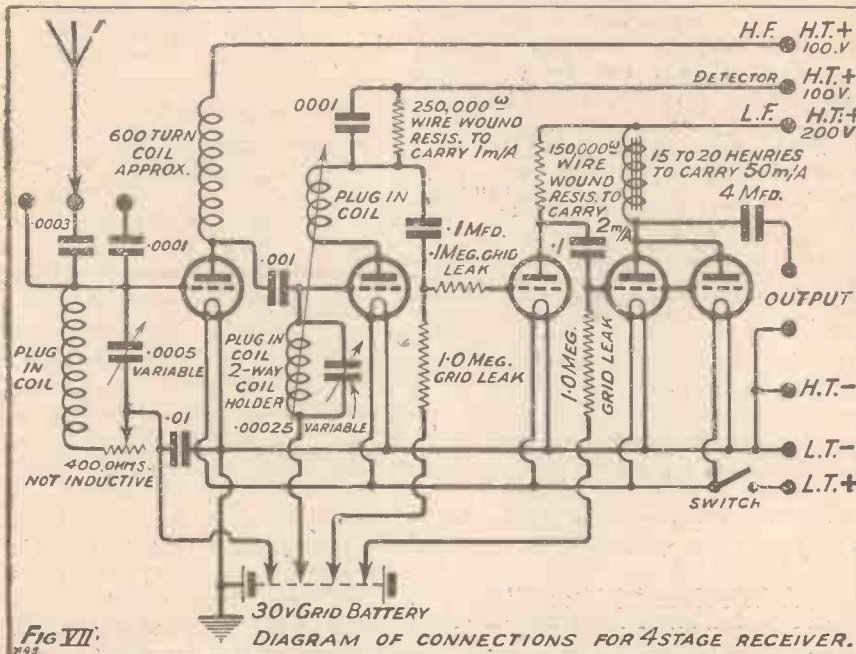 H.F. H.T.+
100.V
DETECTOR H.T.+
100V.
L.F. H.T.+
200V
.0001
250,000 ω
WIRE WOUND
RESIS. TO
CARRY 1m/A
600 TURN
COIL
APPROX.
PLUG IN
COIL
150,000 ω
WIRE
WOUND
RESIS. TO
CARRY
2m/A
15 TO 20 HENRIES
TO CARRY 50m/A
4 MFD.
.0003
.0001
.001
.1 MFD.
.1 MEG. GRID
LEAK
.1
OUTPUT
PLUG
IN
COIL
.0005
VARIABLE
PLUG IN
COIL
2-WAY
COIL
HOLDER
.00025 VARIABLE
1.0 MEG.
GRID LEAK
1.0 MEG.
GRID LEAK
H.T.-
.01
L.T.-
400.OHMS.
NOT INDUCTIVE
L.T.+
SWITCH
30V GRID BATTERY
FIG VII.
DIAGRAM OF CONNECTIONS FOR 4 STAGE RECEIVER.